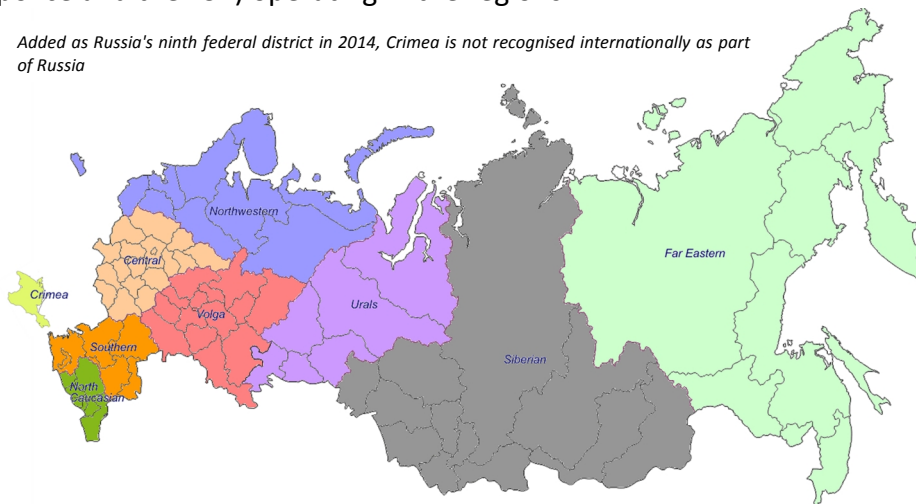 Added as Russia's ninth federal district in 2014, Crimea is not recognised internationally as part
of Russia
Northwestern
Central
Far Eastern
Crimea
Volga
Urals
Southern
Siberian
North
Caucasian